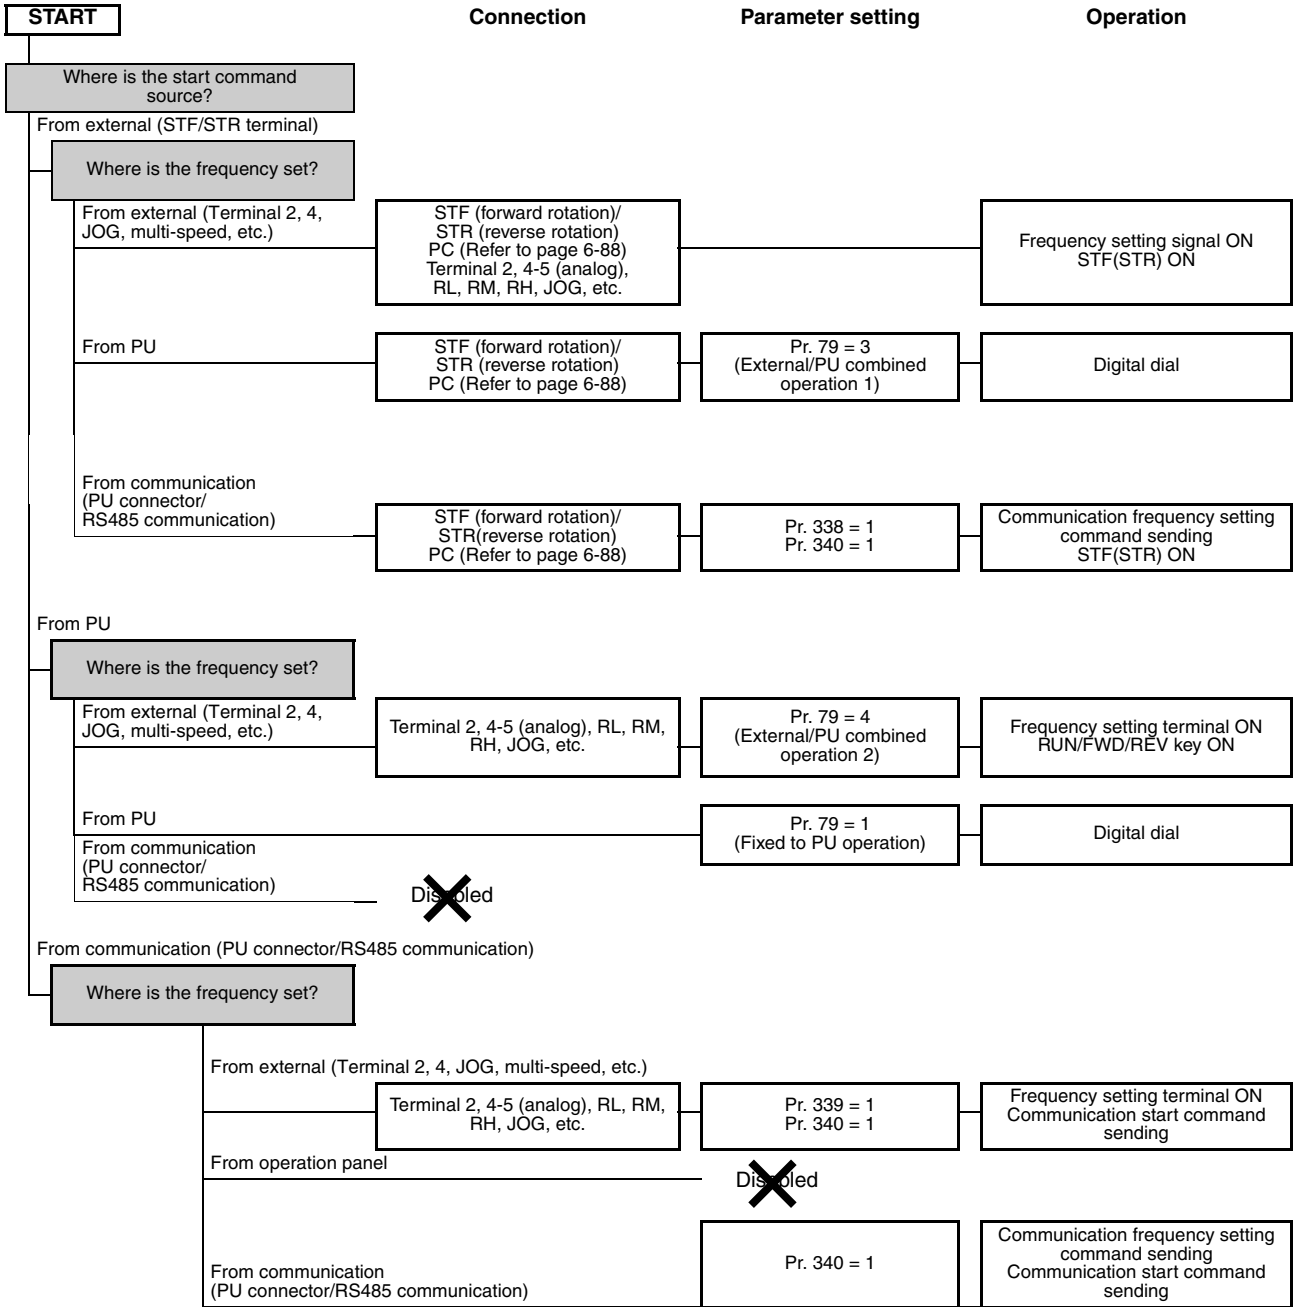 START
Connection
Parameter setting
Operation
Where is the start command
source?
From external (STF/STR terminal)
Where is the frequency set?
From external (Terminal 2, 4,
JOG, multi-speed, etc.)
STF (forward rotation)/
STR (reverse rotation)
PC (Refer to page 6-88)
Terminal 2, 4-5 (analog),
RL, RM, RH, JOG, etc.
Frequency setting signal ON
STF(STR) ON
From PU
STF (forward rotation)/
STR (reverse rotation)
PC (Refer to page 6-88)
Pr. 79 = 3
(External/PU combined
operation 1)
Digital dial
From communication
(PU connector/
RS485 communication)
STF (forward rotation)/
STR(reverse rotation)
PC (Refer to page 6-88)
Pr. 338 = 1
Pr. 340 = 1
Communication frequency setting
command sending
STF(STR) ON
From PU
Where is the frequency set?
From external (Terminal 2, 4,
JOG, multi-speed, etc.)
Terminal 2, 4-5 (analog), RL, RM,
RH, JOG, etc.
Pr. 79 = 4
(External/PU combined
operation 2)
Frequency setting terminal ON
RUN/FWD/REV key ON
From PU
Pr. 79 = 1
(Fixed to PU operation)
Digital dial
From communication
(PU connector/
RS485 communication)
Disabled
From communication (PU connector/RS485 communication)
Where is the frequency set?
From external (Terminal 2, 4, JOG, multi-speed, etc.)
Terminal 2, 4-5 (analog), RL, RM,
RH, JOG, etc.
Pr. 339 = 1
Pr. 340 = 1
Frequency setting terminal ON
Communication start command
sending
From operation panel
Disabled
From communication
(PU connector/RS485 communication)
Pr. 340 = 1
Communication frequency setting
command sending
Communication start command
sending